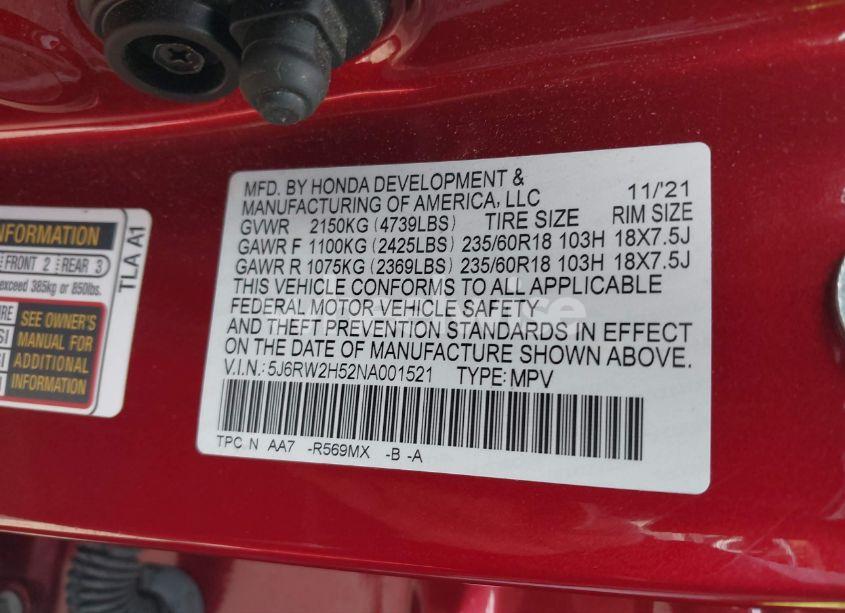 MFD. BY HONDA DEVELOPMENT &
MANUFACTURING OF AMERICA, LLC
11/'21
GVWR 2150KG (4739LBS) TIRE SIZE RIM SIZE
GAWR F 1100KG (2425LBS) 235/60R18 103H 18X7.5J
GAWR R 1075KG (2369LBS) 235/60R18 103H 18X7.5J
THIS VEHICLE CONFORMS TO ALL APPLICABLE
FEDERAL MOTOR VEHICLE SAFETY
AND THEFT PREVENTION STANDARDS IN EFFECT
ON THE DATE OF MANUFACTURE SHOWN ABOVE.
V.I.N.: 5J6RW2H52NA001521 TYPE: MPV
TPC N AA7 -R569MX -B -A
INFORMATION
FRONT 2 REAR 3
exceed 385kg or 850lbs.
SEE OWNER'S
MANUAL FOR
ADDITIONAL
INFORMATION
TLA A1